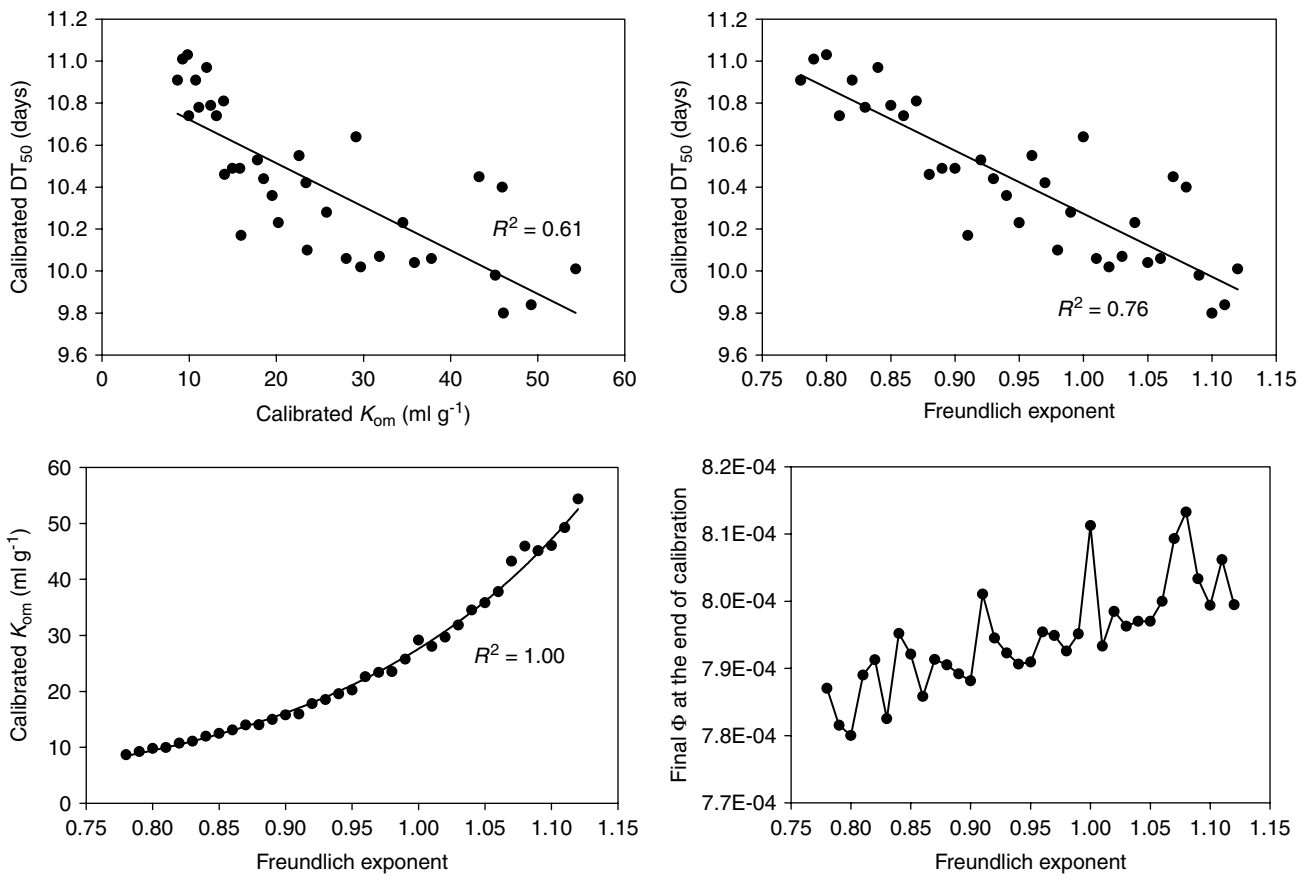 11.2
11.0
10.8
10.6
10.4
10.2
10.0
9.8
9.6
Calibrated DT50 (days)
R² = 0.61
0 10 20 30 40 50 60
Calibrated Kom (ml g⁻¹)
11.2
11.0
10.8
10.6
10.4
10.2
10.0
9.8
9.6
Calibrated DT50 (days)
R² = 0.76
0.75 0.80 0.85 0.90 0.95 1.00 1.05 1.10 1.15
Freundlich exponent
60
50
40
30
20
10
0
Calibrated Kom (ml g⁻¹)
R² = 1.00
0.75 0.80 0.85 0.90 0.95 1.00 1.05 1.10 1.15
Freundlich exponent
8.2E-04
8.1E-04
8.0E-04
7.9E-04
7.8E-04
7.7E-04
Final Φ at the end of calibration
0.75 0.80 0.85 0.90 0.95 1.00 1.05 1.10 1.15
Freundlich exponent